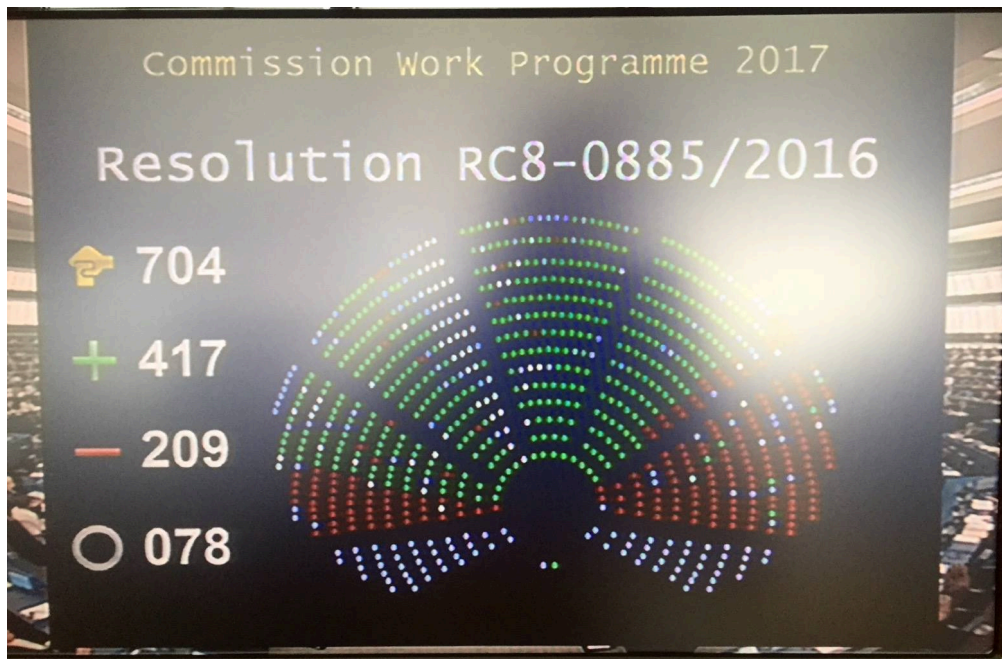 Commission Work Programme 2017
Resolution RC8-0885/2016
704
+ 417
- 209
078